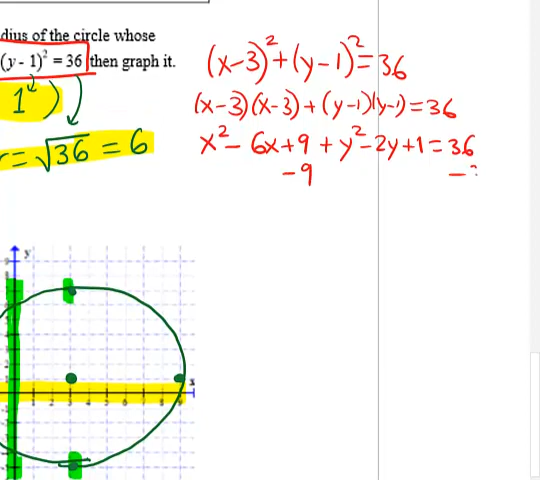 dius of the circle whose
(y - 1)² = 36 then graph it.
1²)
r = √36 = 6
(x-3)²+(y-1)²=36
(x-3)(x-3)+(y-1)(y-1)=36
x²-6x+9+y²-2y+1=36
-9
y
x